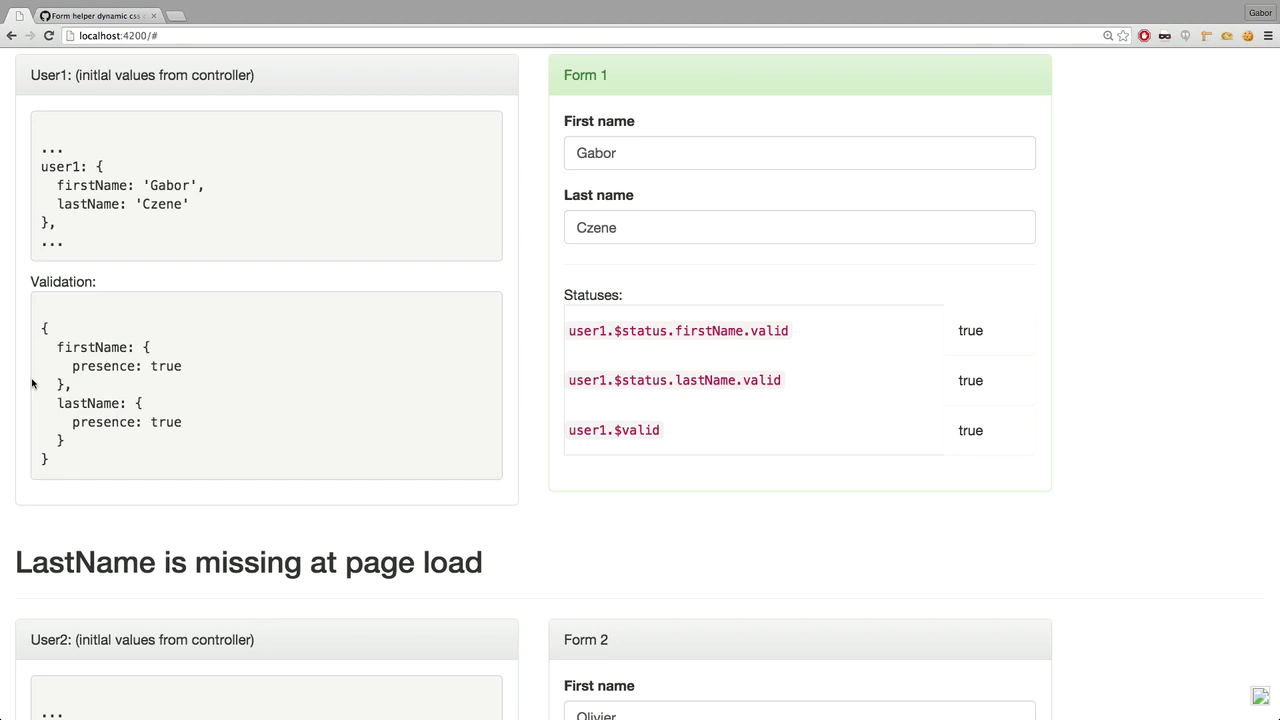 Form helper dynamic css
Gabor
localhost:4200/#
User1: (initlal values from controller)
...
user1: {
firstName: 'Gabor',
lastName: 'Czene'
},
...
Validation:
{
firstName: {
presence: true
},
lastName: {
presence: true
}
}
Form 1
First name
Gabor
Last name
Czene
Statuses:
user1.$status.firstName.valid true
user1.$status.lastName.valid true
user1.$valid true
LastName is missing at page load
User2: (initlal values from controller)
...
Form 2
First name
Olivier